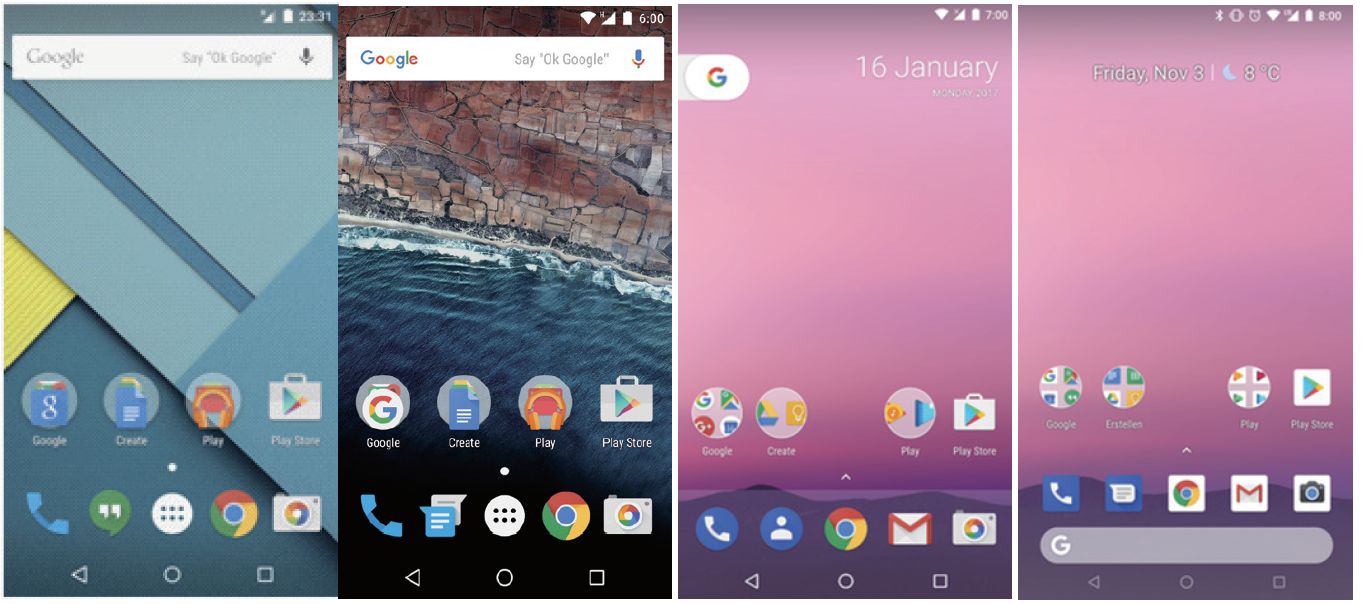 23:31
Google Say "Ok Google"
Google Create Play Play Store
6:00
Google Say "Ok Google"
Google Create Play Play Store
7:00
16 January
MONDAY, 2017
Google Create Play Play Store
8:00
Friday, Nov 3 | 8 °C
Google Erstellen Play Play Store